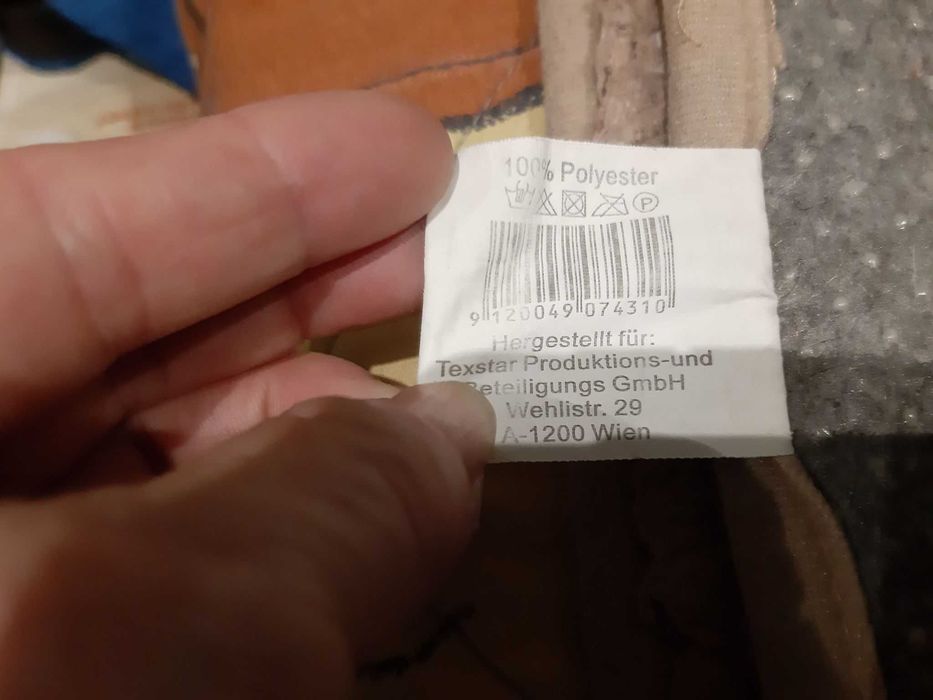 100% Polyester
P
9 120049 074310
Hergestellt für:
Texstar Produktions-und
Beteiligungs GmbH
Wehlistr. 29
A-1200 Wien